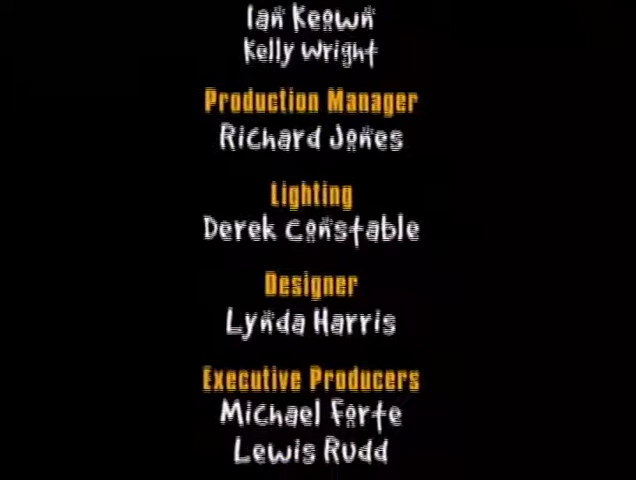 Ian Keown
Kelly Wright
Production Manager
Richard Jones
Lighting
Derek Constable
Designer
Lynda Harris
Executive Producers
Michael Forte
Lewis Rudd